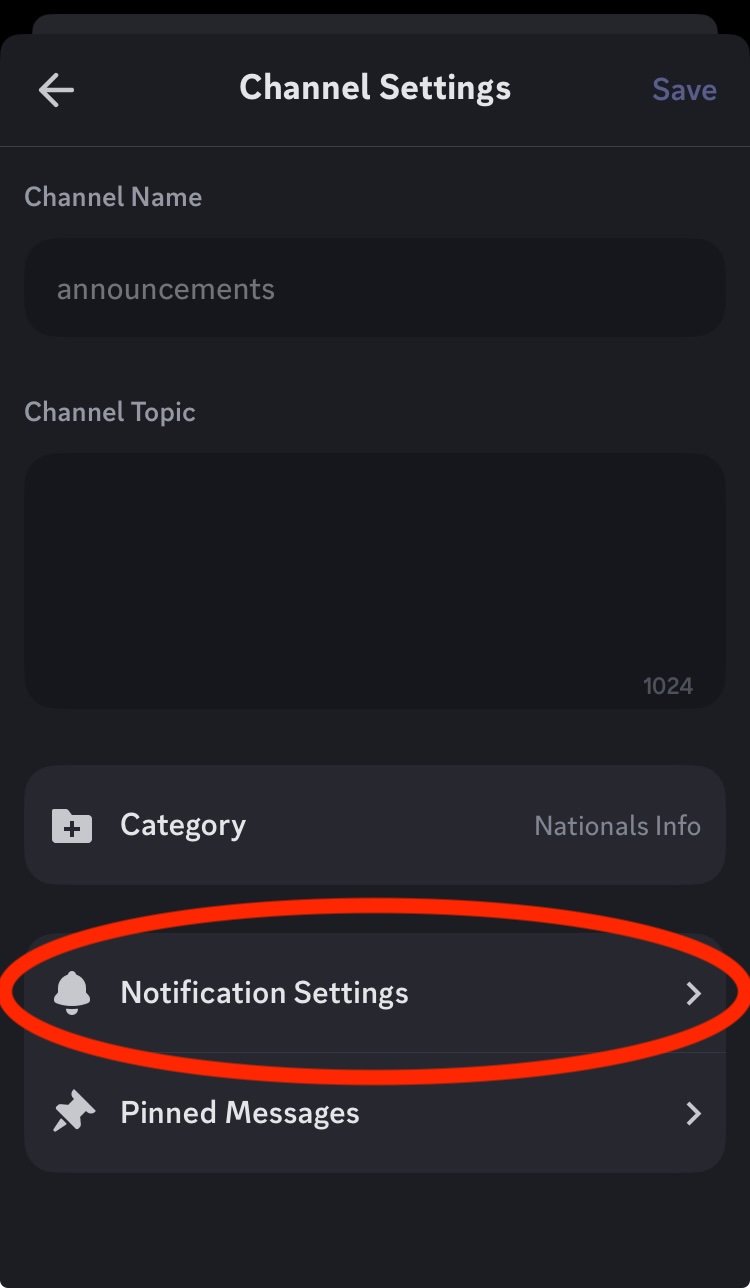 Channel Settings
Save
Channel Name
announcements
Channel Topic
1024
Category
Nationals Info
Notification Settings
Pinned Messages